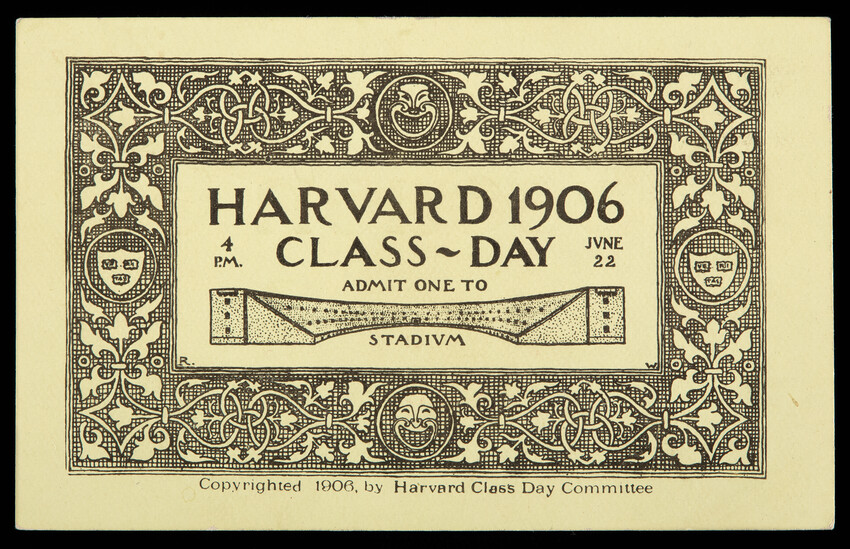 HARVARD 1906
4 P.M. CLASS~DAY JVNE 22
ADMIT ONE TO
STADIVM
R. W.
Copyrighted 1906, by Harvard Class Day Committee